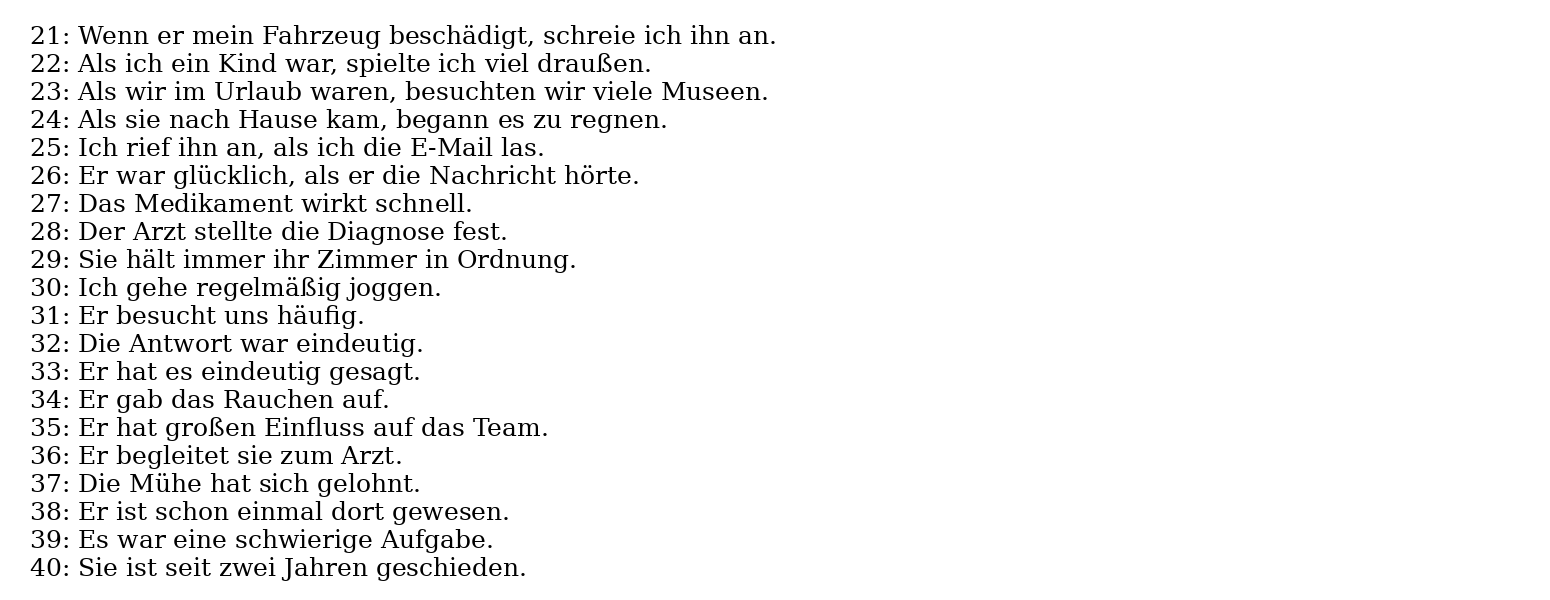 21: Wenn er mein Fahrzeug beschädigt, schreie ich ihn an.
22: Als ich ein Kind war, spielte ich viel draußen.
23: Als wir im Urlaub waren, besuchten wir viele Museen.
24: Als sie nach Hause kam, begann es zu regnen.
25: Ich rief ihn an, als ich die E-Mail las.
26: Er war glücklich, als er die Nachricht hörte.
27: Das Medikament wirkt schnell.
28: Der Arzt stellte die Diagnose fest.
29: Sie hält immer ihr Zimmer in Ordnung.
30: Ich gehe regelmäßig joggen.
31: Er besucht uns häufig.
32: Die Antwort war eindeutig.
33: Er hat es eindeutig gesagt.
34: Er gab das Rauchen auf.
35: Er hat großen Einfluss auf das Team.
36: Er begleitet sie zum Arzt.
37: Die Mühe hat sich gelohnt.
38: Er ist schon einmal dort gewesen.
39: Es war eine schwierige Aufgabe.
40: Sie ist seit zwei Jahren geschieden.